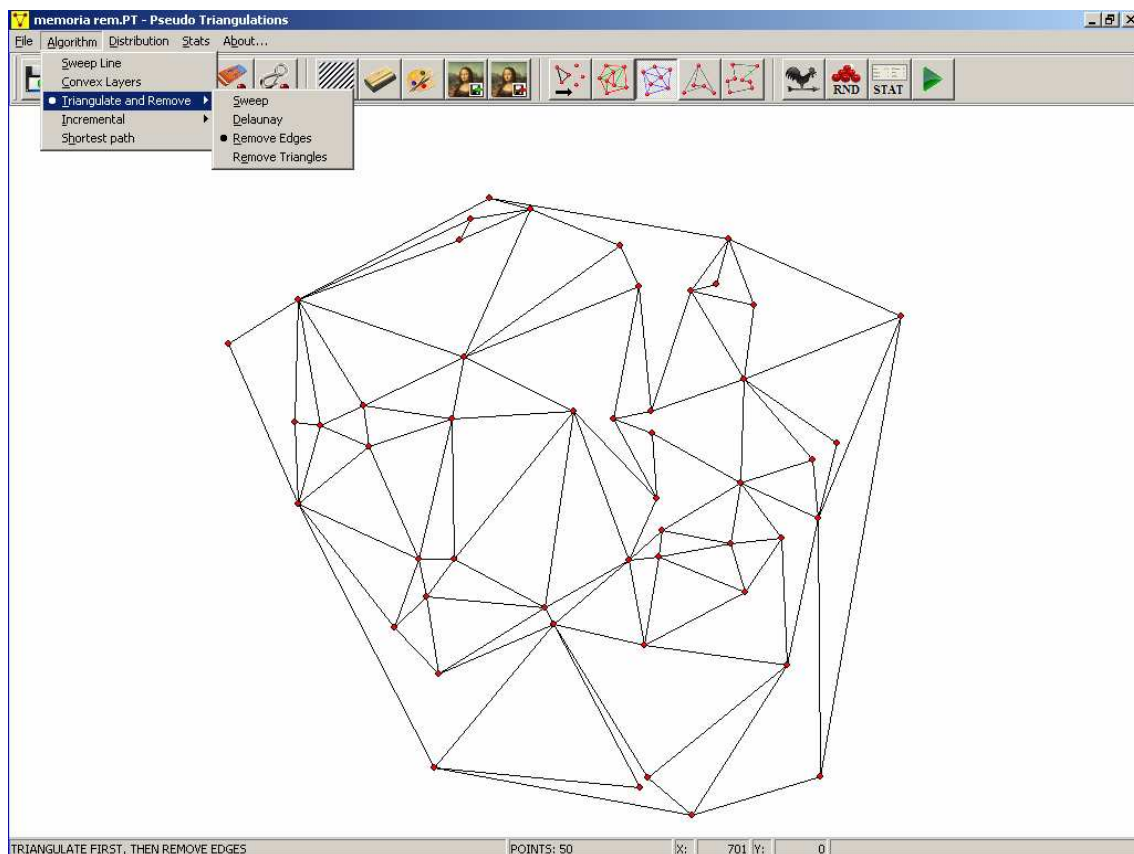 memoria rem.PT - Pseudo Triangulations
File Algorithm Distribution Stats About...
Sweep Line
Convex Layers
Triangulate and Remove
Incremental
Shortest path
Sweep
Delaunay
Remove Edges
Remove Triangles
RND
STAT
TRIANGULATE FIRST, THEN REMOVE EDGES
POINTS: 50
X: 701 Y: 0